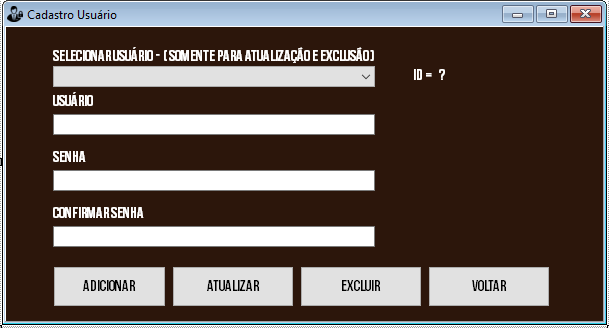 Cadastro Usuário
SELECIONAR USUÁRIO - (SOMENTE PARA ATUALIZAÇÃO E EXCLUSÃO)
ID = ?
USUÁRIO
SENHA
CONFIRMAR SENHA
ADICIONAR ATUALIZAR EXCLUIR VOLTAR